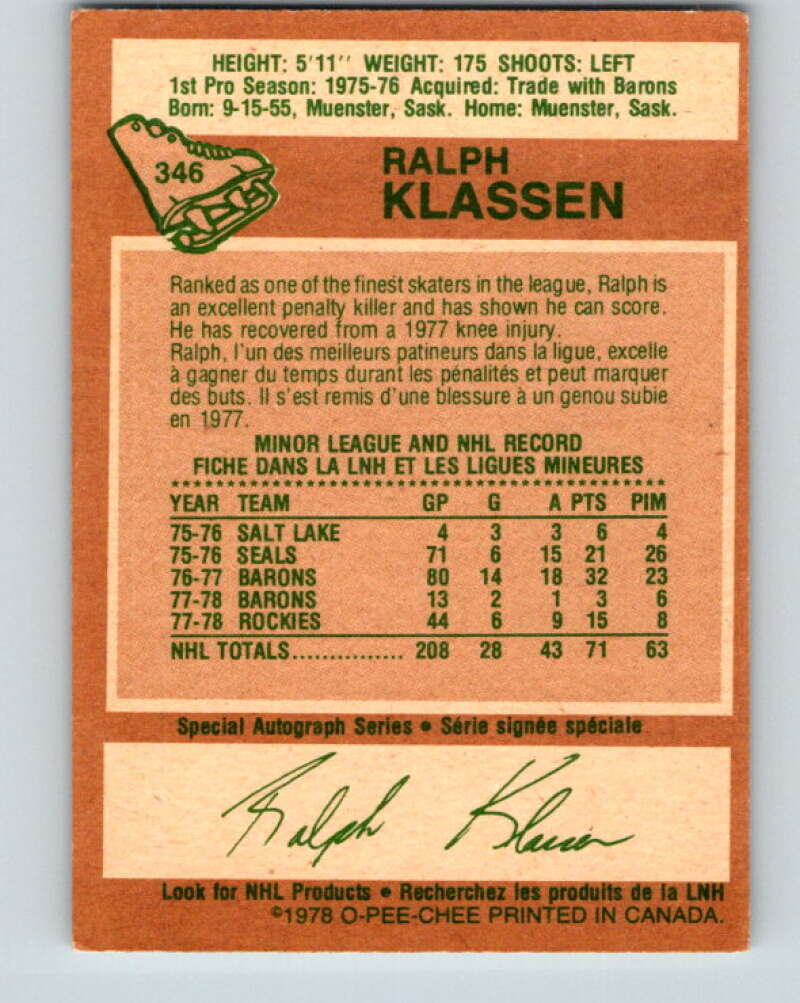 HEIGHT: 5'11'' WEIGHT: 175 SHOOTS: LEFT
1st Pro Season: 1975-76 Acquired: Trade with Barons
Born: 9-15-55, Muenster, Sask. Home: Muenster, Sask.
346
RALPH
KLASSEN
Ranked as one of the finest skaters in the league, Ralph is
an excellent penalty killer and has shown he can score.
He has recovered from a 1977 knee injury.
Ralph, l'un des meilleurs patineurs dans la ligue, excelle
à gagner du temps durant les pénalités et peut marquer
des buts. Il s'est remis d'une blessure à un genou subie
en 1977.
MINOR LEAGUE AND NHL RECORD
FICHE DANS LA LNH ET LES LIGUES MINEURES
YEAR TEAM GP G A PTS PIM
75-76 SALT LAKE 4 3 3 6 4
75-76 SEALS 71 6 15 21 26
76-77 BARONS 80 14 18 32 23
77-78 BARONS 13 2 1 3 6
77-78 ROCKIES 44 6 9 15 8
NHL TOTALS............... 208 28 43 71 63
Special Autograph Series • Série signée spéciale
Ralph Klassen
Look for NHL Products • Recherchez les produits de la LNH
©1978 O-PEE-CHEE PRINTED IN CANADA.